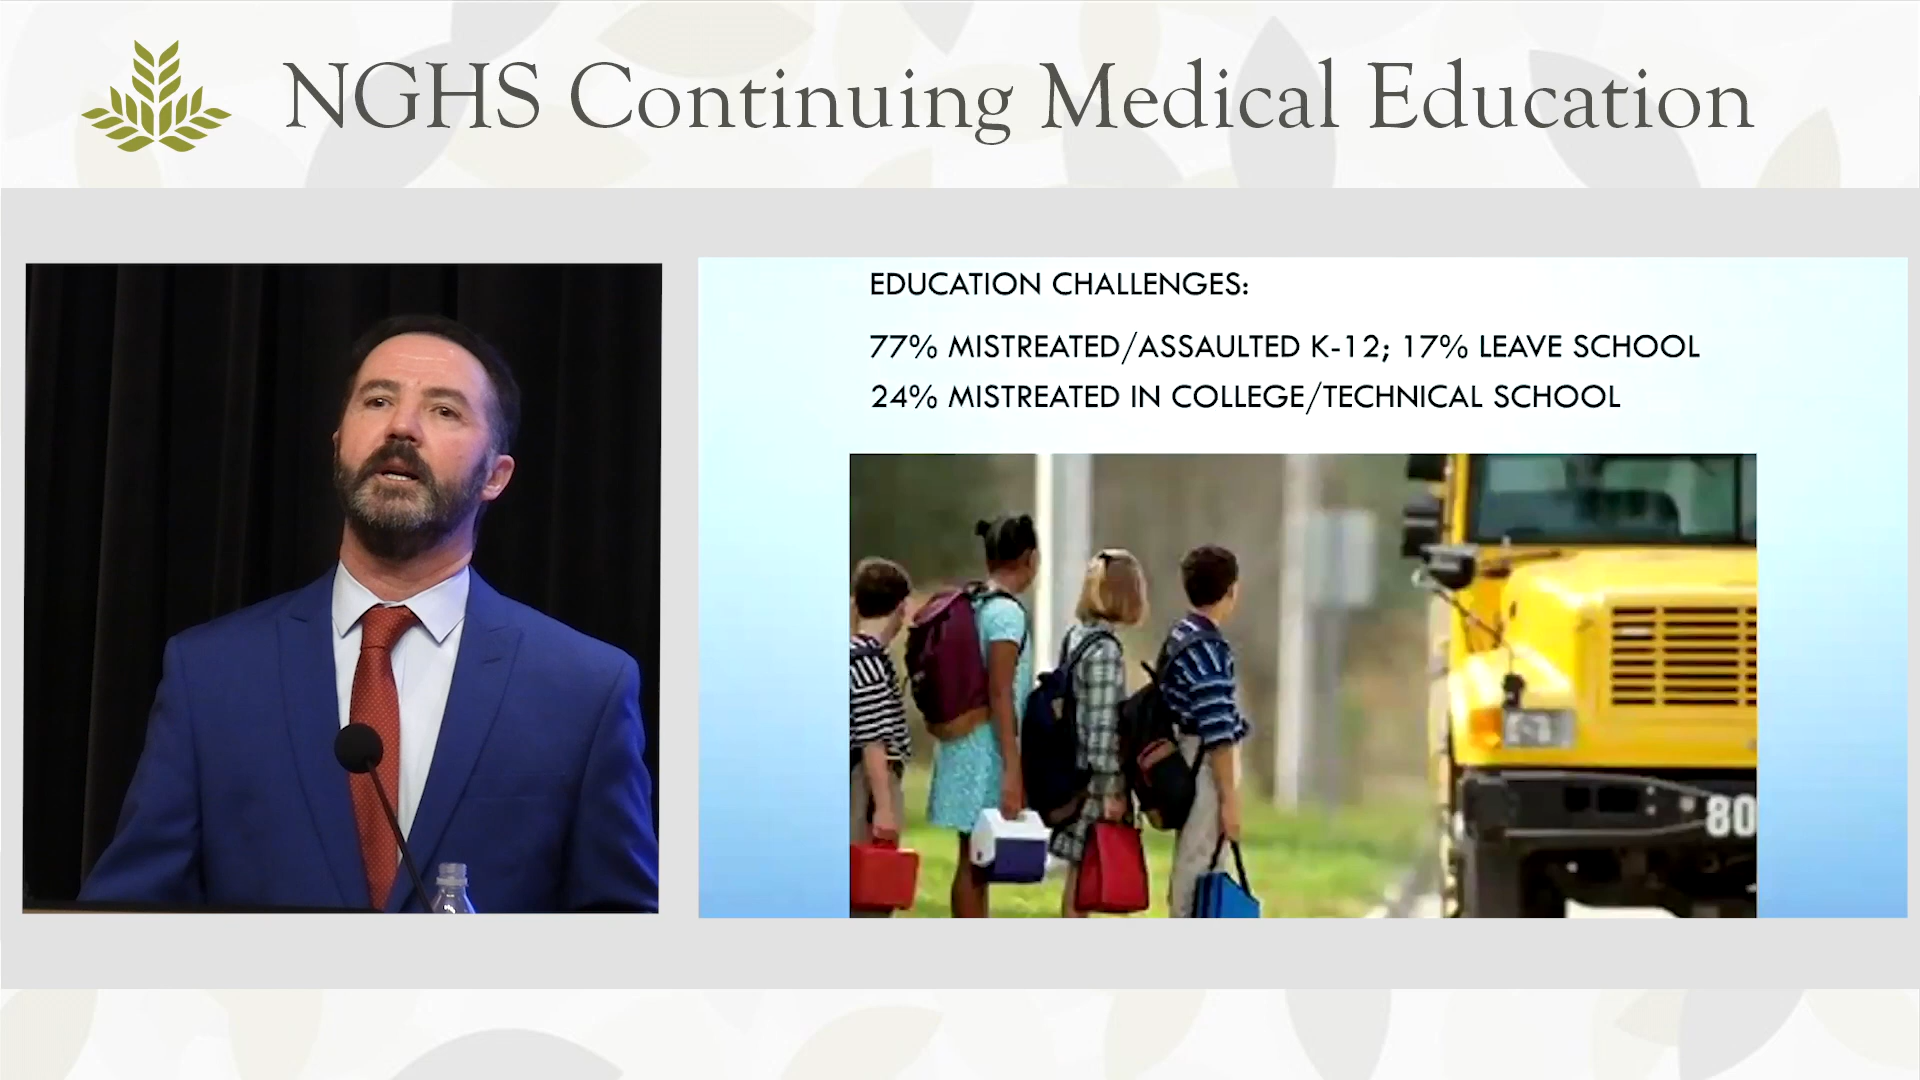 NGHS Continuing Medical Education
EDUCATION CHALLENGES:
77% MISTREATED/ASSAULTED K-12; 17% LEAVE SCHOOL
24% MISTREATED IN COLLEGE/TECHNICAL SCHOOL
80